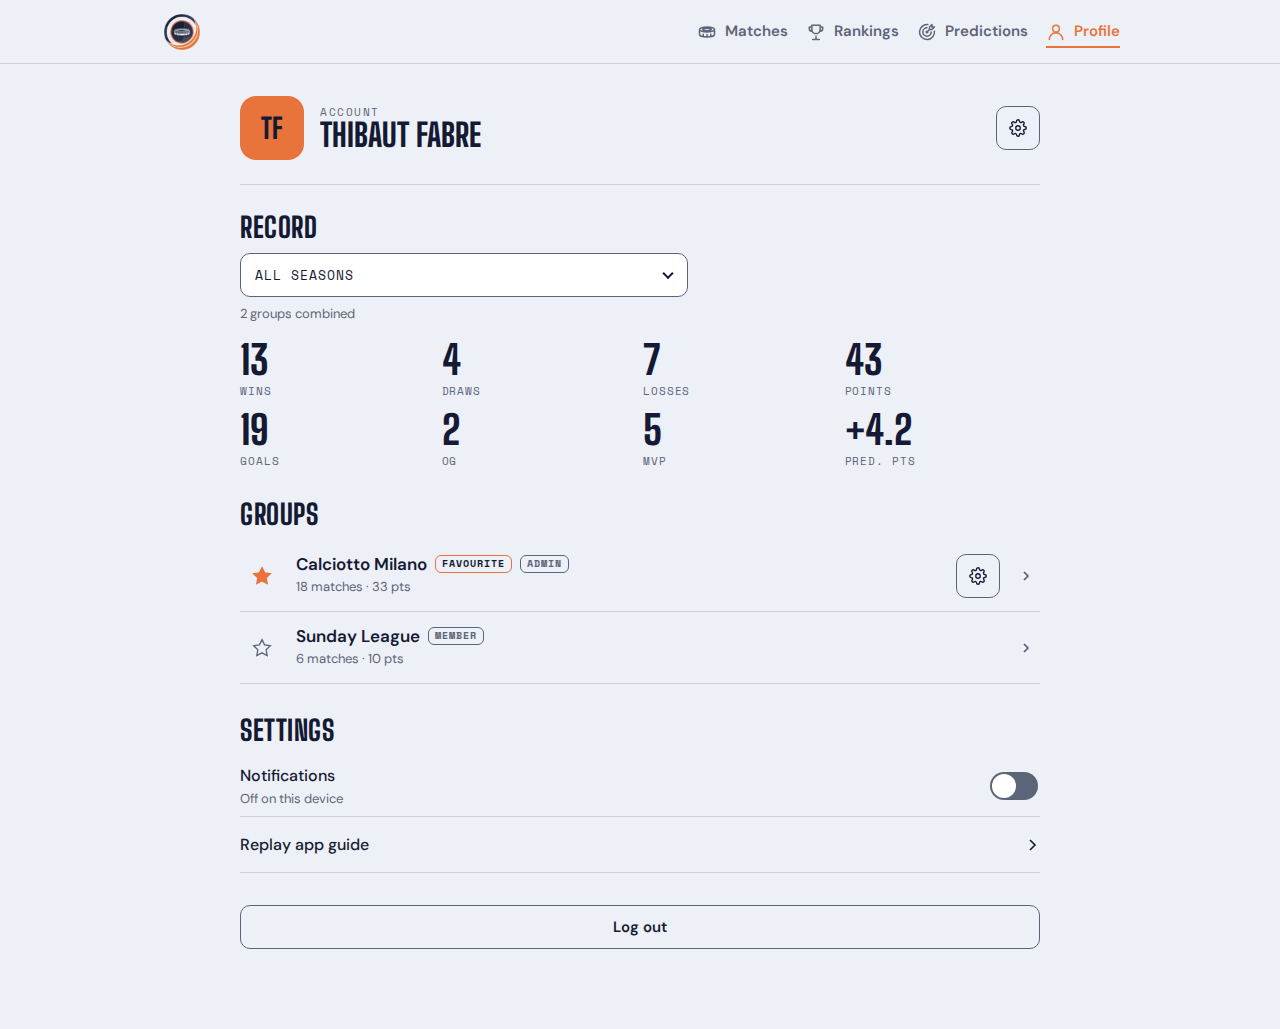 Matches Rankings Predictions Profile
TF
ACCOUNT
THIBAUT FABRE
RECORD
ALL SEASONS
2 groups combined
13 4 7 43
WINS DRAWS LOSSES POINTS
19 2 5 +4.2
GOALS OG MVP PRED. PTS
GROUPS
Calciotto Milano FAVOURITE ADMIN
18 matches · 33 pts
Sunday League MEMBER
6 matches · 10 pts
SETTINGS
Notifications
Off on this device
Replay app guide
Log out